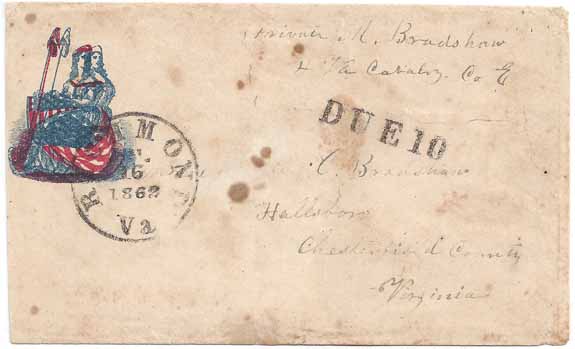 Private M. Bradshaw
4 Va Cavalry. Co E
DUE 10
RICHMOND
16
1862
Va
C. Bradshaw
Hallsboro
Chesterfield County
Virginia